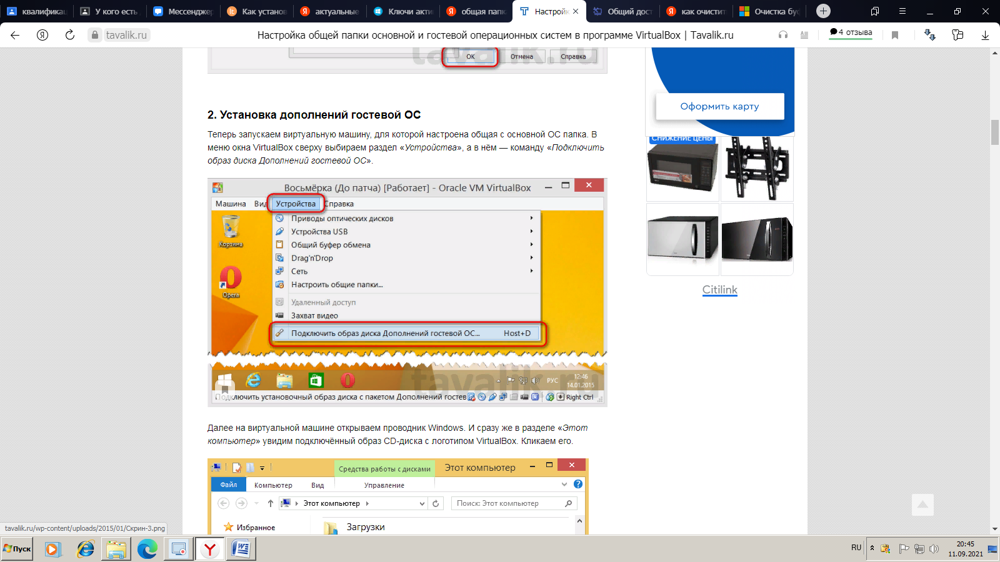 квалификац
У кого есть
Мессенджер
Как установ
актуальные
Ключи акти
общая папк
Настройк
Общий дост
как очистит
Очистка буф
tavalik.ru
Настройка общей папки основной и гостевой операционных систем в программе VirtualBox | Tavalik.ru
4 отзыва
OK
Отмена
Справка
tavalik.ru
Оформить карту
2. Установка дополнений гостевой ОС
Теперь запускаем виртуальную машину, для которой настроена общая с основной ОС папка. В
меню окна VirtualBox сверху выбираем раздел «Устройства», а в нём — команду «Подключить
образ диска Дополнений гостевой ОС».
СНИЖЕНИЕ ЦЕНЫ
Citilink
Восьмёрка (До патча) [Работает] - Oracle VM VirtualBox
Машина
Вид
Устройства
Справка
Корзина
Opera
Приводы оптических дисков
Устройства USB
Общий буфер обмена
Drag'n'Drop
Сеть
Настроить общие папки...
Удаленный доступ
Захват видео
Подключить образ диска Дополнений гостевой ОС... Host+D
tavalik.ru
РУС
12:46
14.01.2015
Подключить установочный образ диска с пакетом Дополнений гостев
Right Ctrl
Далее на виртуальной машине открываем проводник Windows. И сразу же в разделе «Этот
компьютер» увидим подключённый образ CD-диска с логотипом VirtualBox. Кликаем его.
Средства работы с дисками
Этот компьютер
Файл
Компьютер
Вид
Управление
Этот компьютер
Поиск: Этот компьютер
Избранное
Загрузки
tavalik.ru/wp-content/uploads/2015/01/Скрин-3.png
Пуск
RU
20:45
11.09.2021